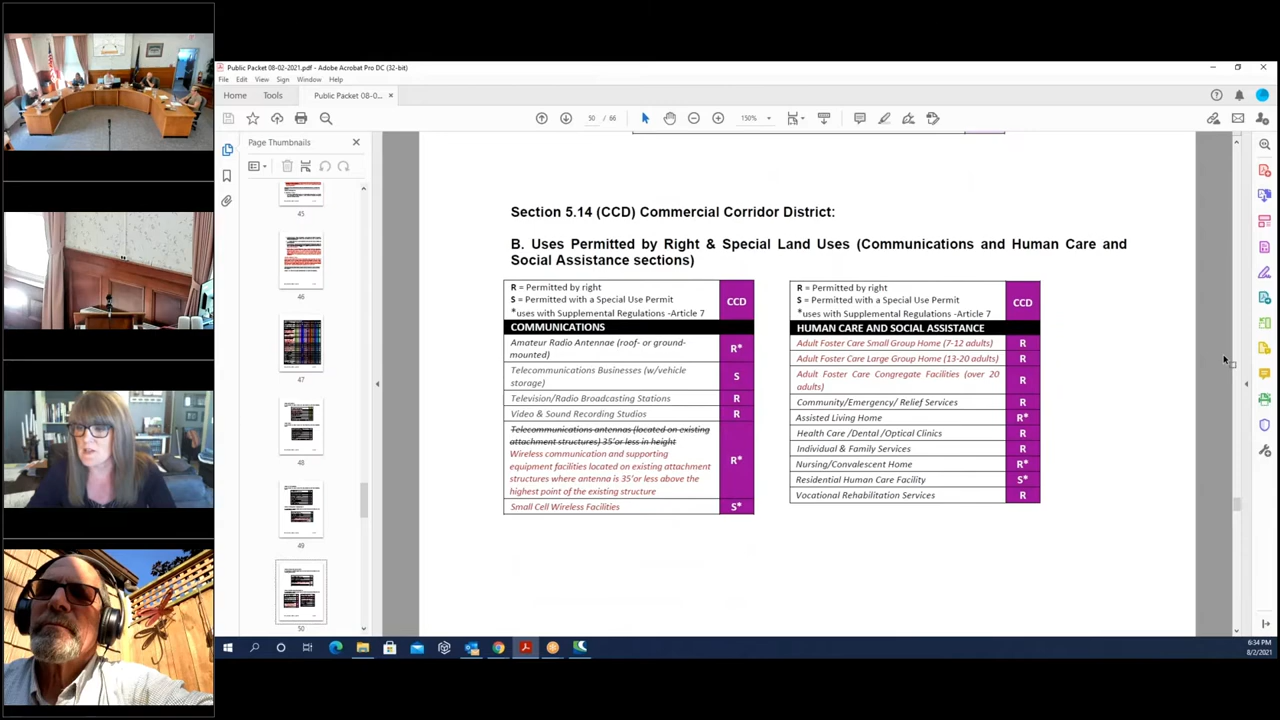 Public Packet 08-02-2021.pdf - Adobe Acrobat Pro DC (32-bit)
File Edit View Sign Window Help
Home Tools Public Packet 08-0... ×
50 / 66 150%
Page Thumbnails
45
46
47
48
49
50
Section 5.14 (CCD) Commercial Corridor District:
B. Uses Permitted by Right & Special Land Uses (Communications and Human Care and
Social Assistance sections)
R = Permitted by right
S = Permitted with a Special Use Permit
*uses with Supplemental Regulations -Article 7
CCD
COMMUNICATIONS
Amateur Radio Antennae (roof- or ground-
mounted) R*
Telecommunications Businesses (w/vehicle
storage) S
Television/Radio Broadcasting Stations R
Video & Sound Recording Studios R
Telecommunications antennas (located on existing
attachment structures) 35'or less in height
Wireless communication and supporting
equipment facilities located on existing attachment
structures where antenna is 35'or less above the
highest point of the existing structure
R*
Small Cell Wireless Facilities S*
R = Permitted by right
S = Permitted with a Special Use Permit
*uses with Supplemental Regulations -Article 7
CCD
HUMAN CARE AND SOCIAL ASSISTANCE
Adult Foster Care Small Group Home (7-12 adults) R
Adult Foster Care Large Group Home (13-20 adults) R
Adult Foster Care Congregate Facilities (over 20
adults) R
Community/Emergency/ Relief Services R
Assisted Living Home R*
Health Care /Dental /Optical Clinics R
Individual & Family Services R
Nursing/Convalescent Home R*
Residential Human Care Facility S*
Vocational Rehabilitation Services R
6:34 PM
8/2/2021